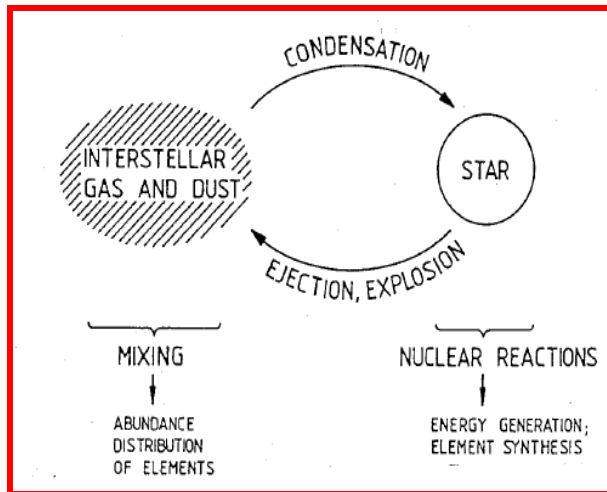 CONDENSATION
INTERSTELLAR
GAS AND DUST
STAR
EJECTION, EXPLOSION
MIXING
NUCLEAR REACTIONS
ABUNDANCE
DISTRIBUTION
OF ELEMENTS
ENERGY GENERATION;
ELEMENT SYNTHESIS